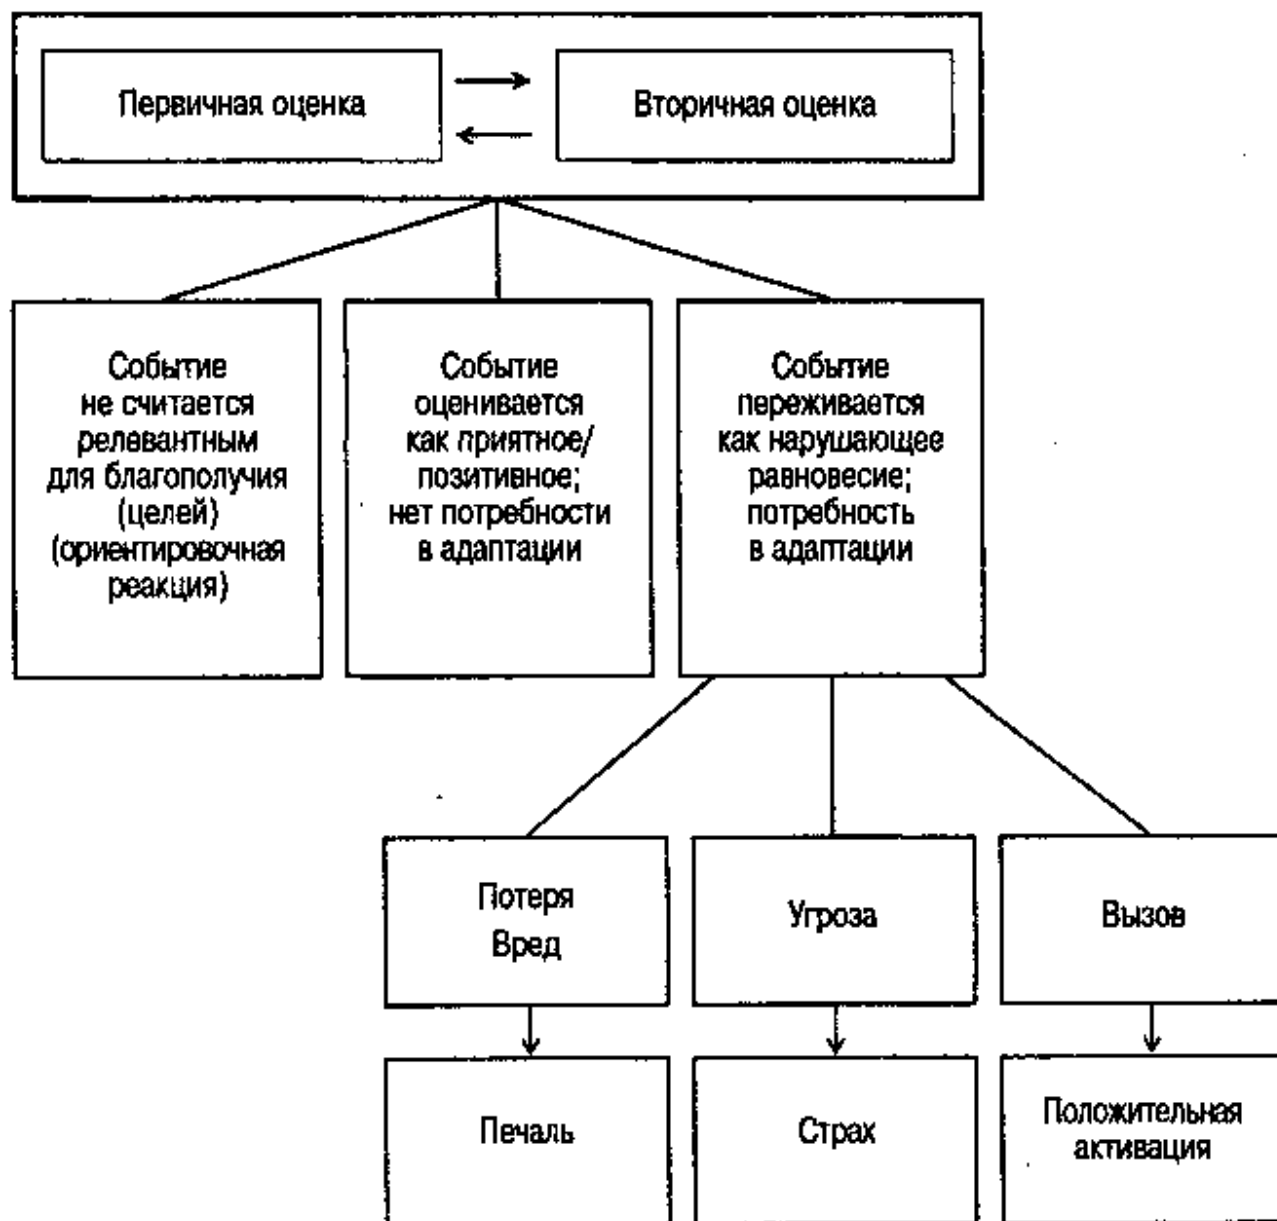 Первичная оценка
Вторичная оценка
Событие
не считается
релевантным
для благополучия
(целей)
(ориентировочная
реакция)
Событие
оценивается
как приятное/
позитивное;
нет потребности
в адаптации
Событие
переживается
как нарушающее
равновесие;
потребность
в адаптации
Потеря
Вред
Угроза
Вызов
Печаль
Страх
Положительная
активация